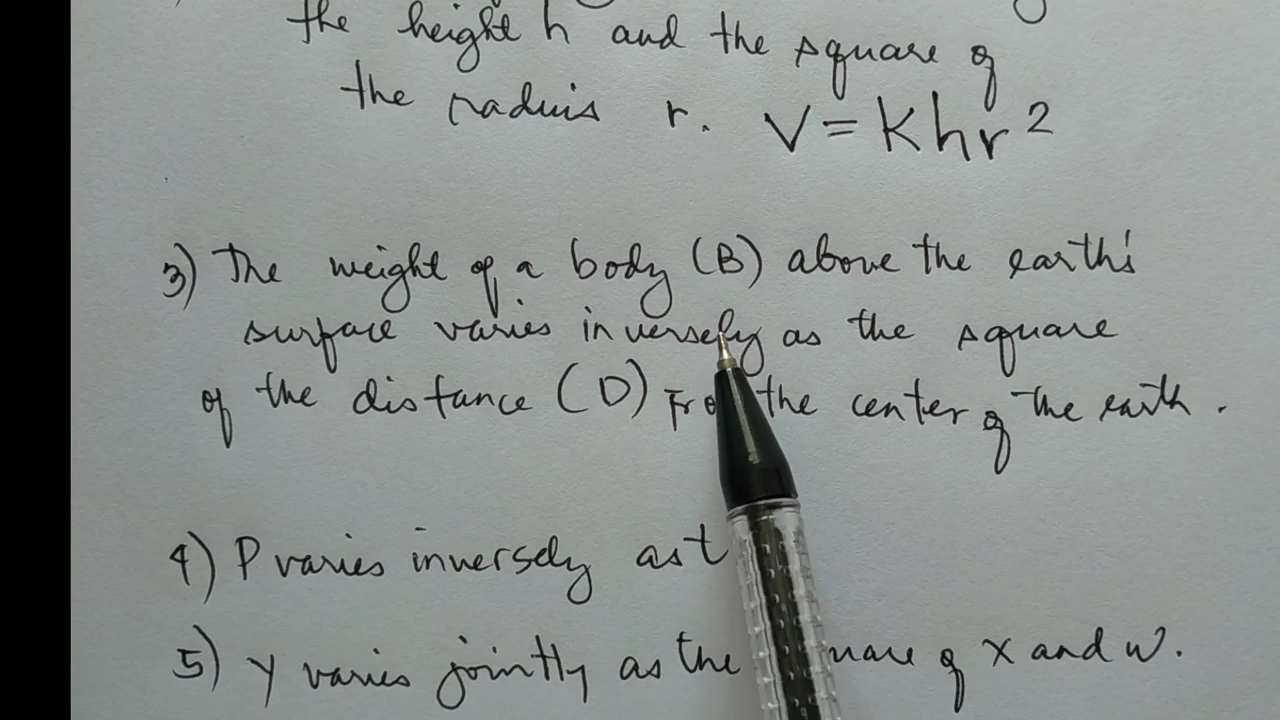 the height h and the square of
the raduis r. V = Khr²
3) The weight of a body (B) above the earth's
surface varies inversely as the square
of the distance (D) the center of the earth.
4) P varies inversely as t
5) y varies jointly as the of x and w.